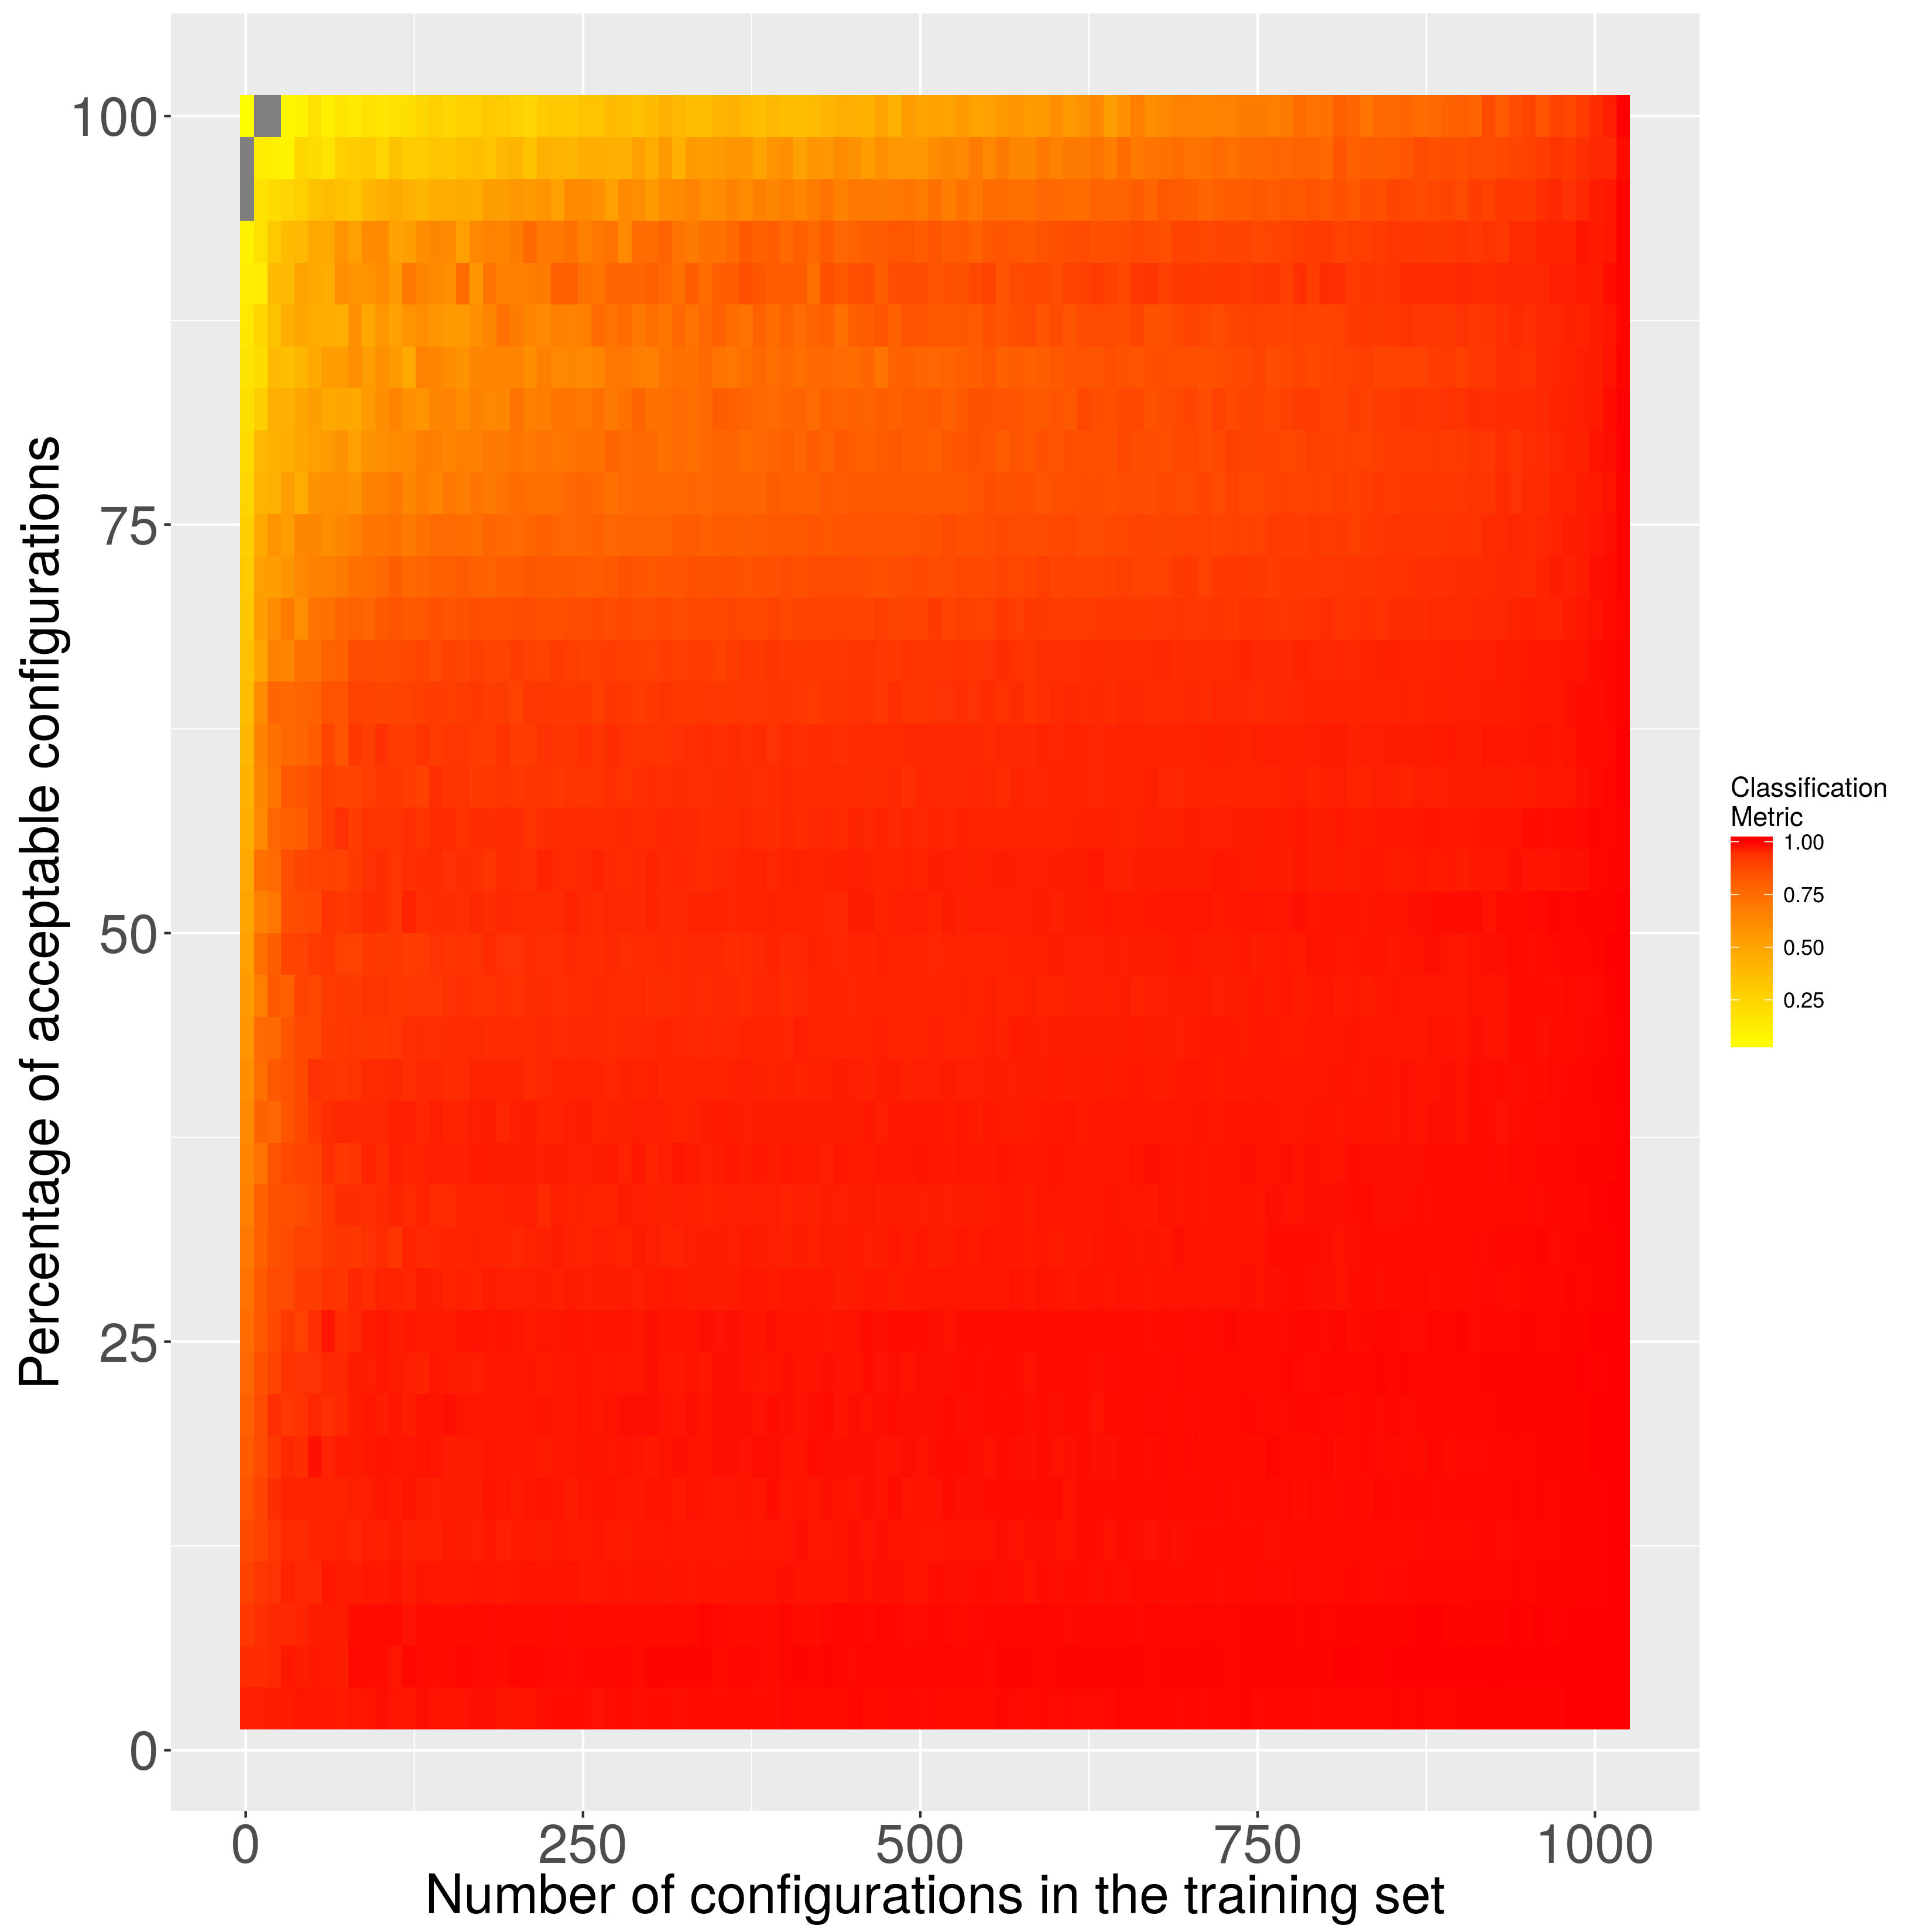 100
75
50
25
0
Percentage of acceptable configurations
0 250 500 750 1000
Number of configurations in the training set
Classification
Metric
1.00
0.75
0.50
0.25